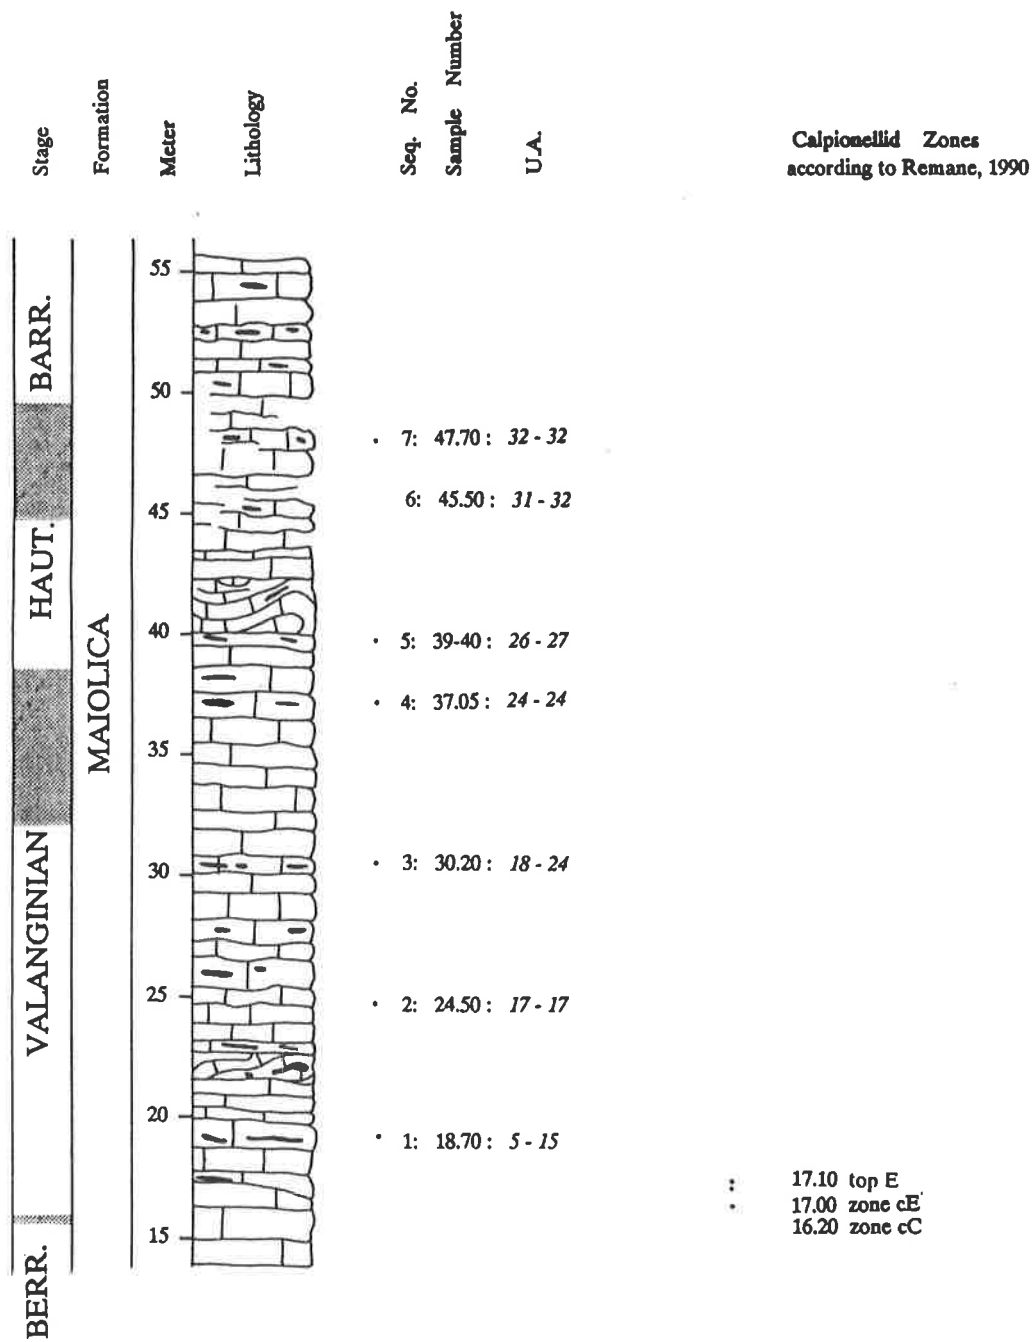 Stage
Formation
Meter
Lithology
Seq. No.
Sample Number
U.A.
Calpionellid Zones
according to Remane, 1990
BARR.
HAUT.
VALANGINIAN
BERR.
MAIOLICA
55
50
45
40
35
30
25
20
15
7: 47.70 : 32 - 32
6: 45.50 : 31 - 32
5: 39-40 : 26 - 27
4: 37.05 : 24 - 24
3: 30.20 : 18 - 24
2: 24.50 : 17 - 17
1: 18.70 : 5 - 15
17.10 top E
17.00 zone cE
16.20 zone cC